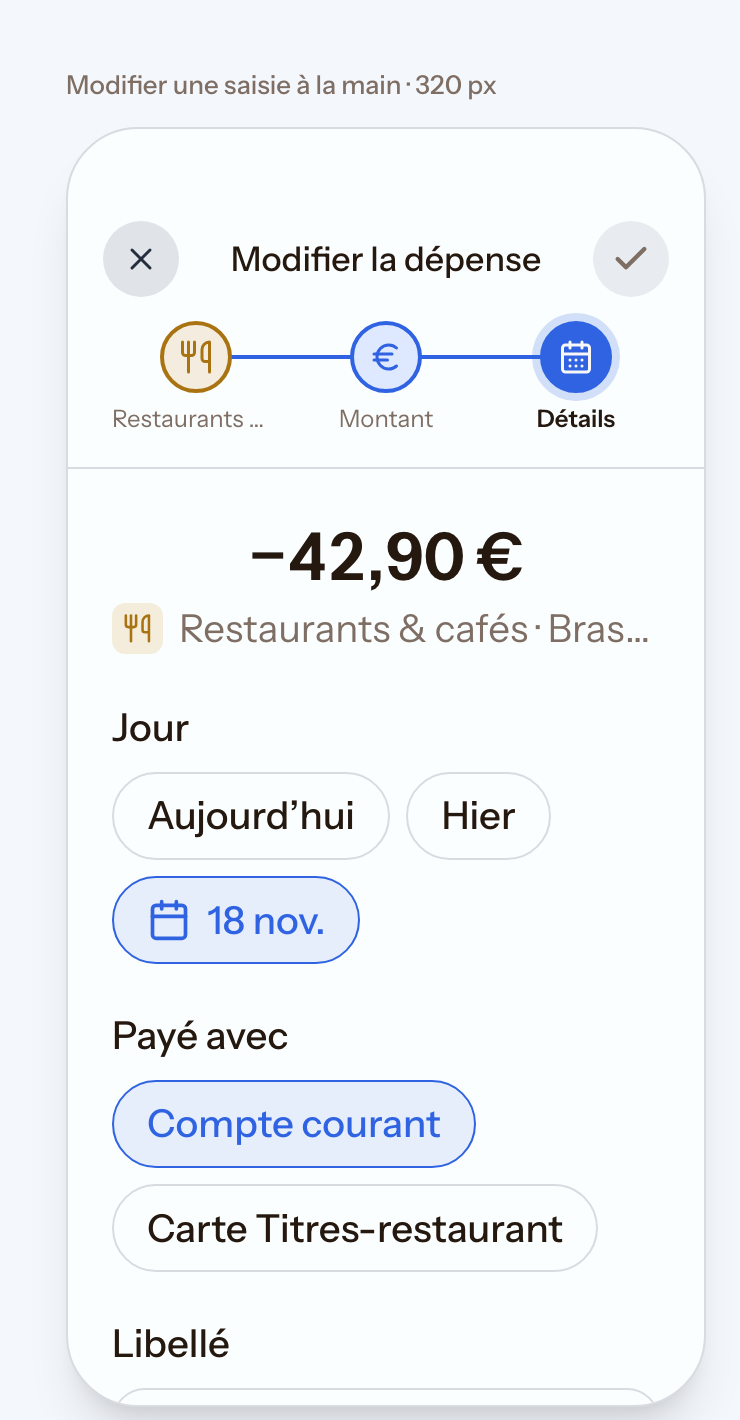 Modifier une saisie à la main · 320 px
Modifier la dépense
€
Restaurants ...
Montant
Détails
−42,90 €
Restaurants & cafés · Bras...
Jour
Aujourd’hui
Hier
18 nov.
Payé avec
Compte courant
Carte Titres-restaurant
Libellé